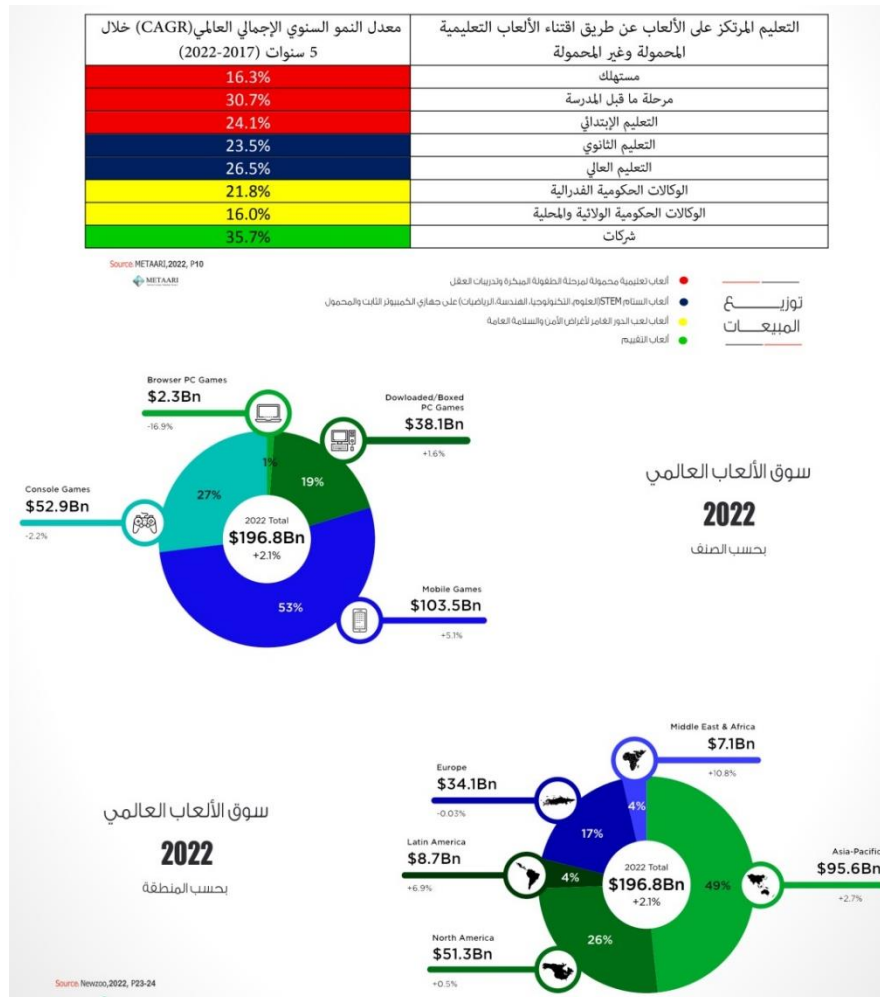 التعليم المرتكز على الألعاب عن طريق اقتناء الألعاب التعليمية المحمولة وغير المحمولة
معدل النمو السنوي الإجمالي العالمي(CAGR) خلال 5 سنوات (2017-2022)
مستهلك 16.3%
مرحلة ما قبل المدرسة 30.7%
التعليم الإبتدائي 24.1%
التعليم الثانوي 23.5%
التعليم العالي 26.5%
الوكالات الحكومية الفدرالية 21.8%
الوكالات الحكومية الولائية والمحلية 16.0%
شركات 35.7%
Source: METAARI,2022, P10
METAARI
توزيـــــع
المبيعـــات
ألعاب تعليمية محمولة لمرحلة الطفولة المبكرة وتدريبات العقل
ألعاب الستام STEM(العلوم، التكنولوجيا، الهندسة، الرياضيات) على جهازي الكمبيوتر الثابت والمحمول
ألعاب لعب الدور الغامر لأغراض الأمن والسلامة العامة
ألعاب التقييم
Browser PC Games
$2.3Bn
-16.9%
Dowloaded/Boxed
PC Games
$38.1Bn
+1.6%
Console Games
$52.9Bn
-2.2%
Mobile Games
$103.5Bn
+5.1%
1%
19%
27%
53%
2022 Total
$196.8Bn
+2.1%
سوق الألعاب العالمي
2022
بحسب الصنف
سوق الألعاب العالمي
2022
بحسب المنطقة
Middle East & Africa
$7.1Bn
+10.8%
Europe
$34.1Bn
-0.03%
Latin America
$8.7Bn
+6.9%
Asia-Pacific
$95.6Bn
+2.7%
North America
$51.3Bn
+0.5%
4%
17%
4%
49%
26%
2022 Total
$196.8Bn
+2.1%
Source: Newzoo,2022, P23-24